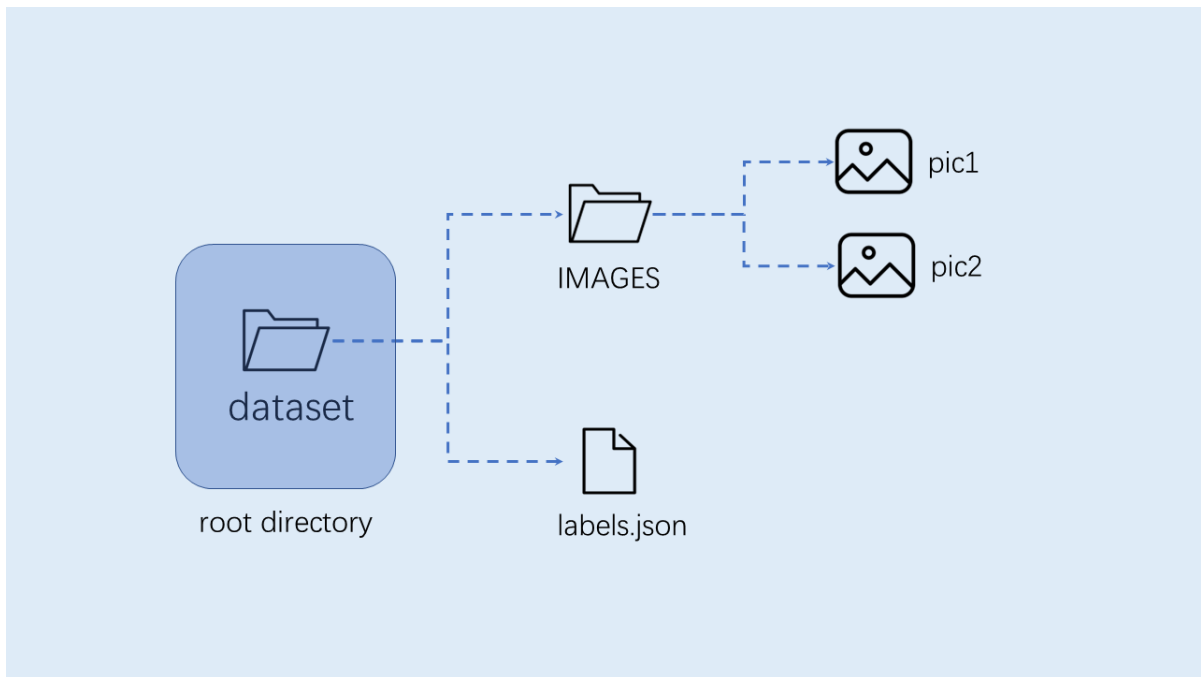 pic1
IMAGES
pic2
dataset
root directory
labels.json